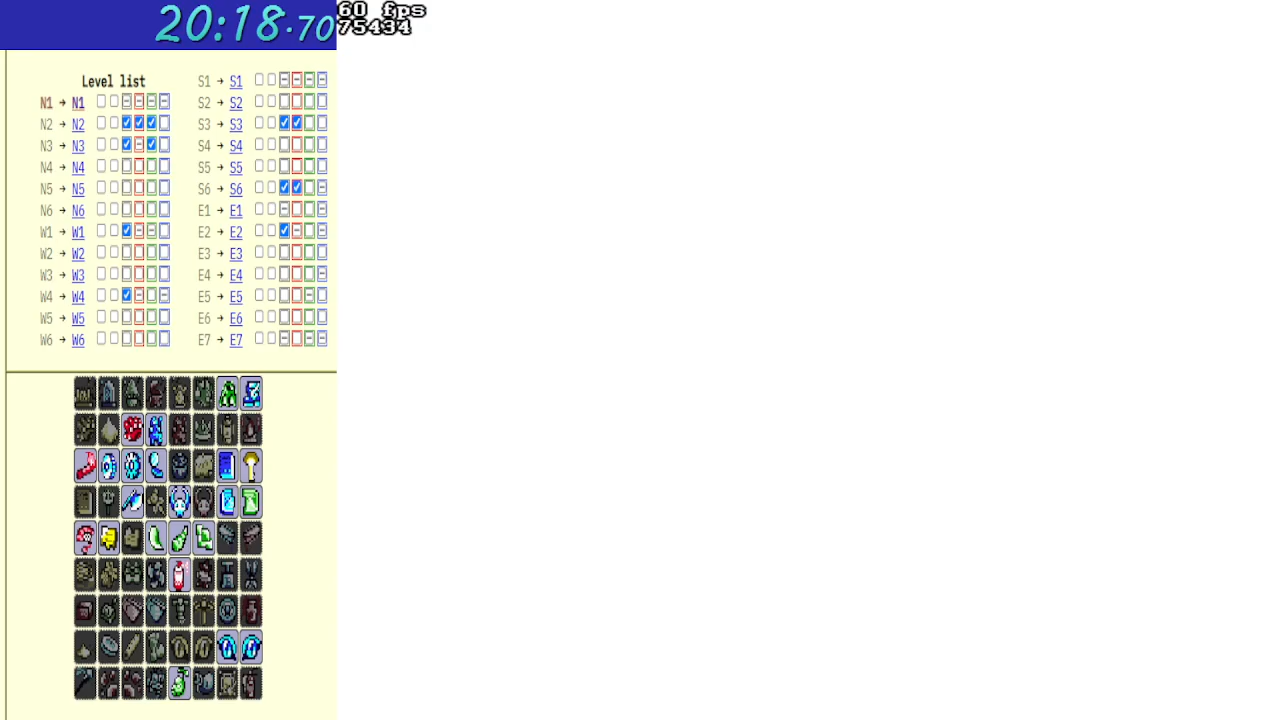 20:18.70
60 fps
75434
Level list
N1 → N1
N2 → N2
N3 → N3
N4 → N4
N5 → N5
N6 → N6
W1 → W1
W2 → W2
W3 → W3
W4 → W4
W5 → W5
W6 → W6
S1 → S1
S2 → S2
S3 → S3
S4 → S4
S5 → S5
S6 → S6
E1 → E1
E2 → E2
E3 → E3
E4 → E4
E5 → E5
E6 → E6
E7 → E7